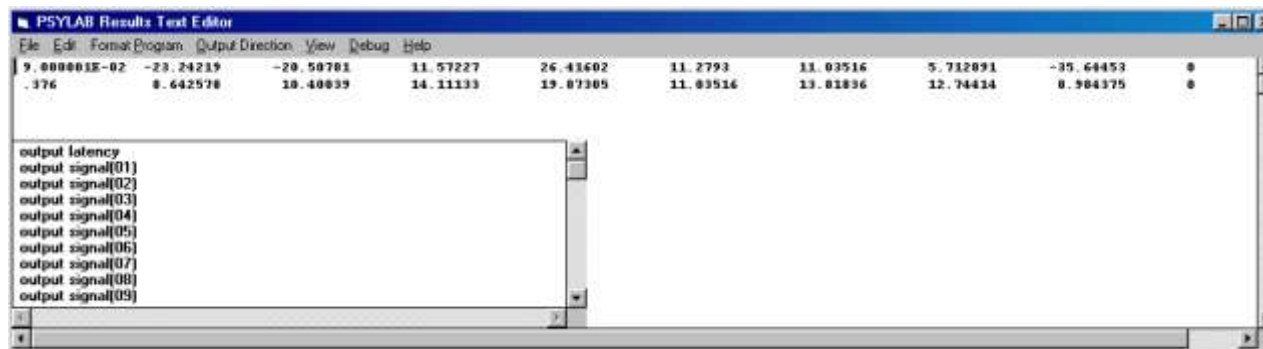 PSYLAB Results Text Editor
File Edit Format Program Output Direction View Debug Help
9.000001E-02 -23.24219 -20.50781 11.57227 26.41602 11.2793 11.03516 5.712891 -35.64453 0
.376 8.642578 10.40039 14.11133 19.87305 11.03516 13.81836 12.74414 8.984375 0
output latency
output signal(01)
output signal(02)
output signal(03)
output signal(04)
output signal(05)
output signal(06)
output signal(07)
output signal(08)
output signal(09)